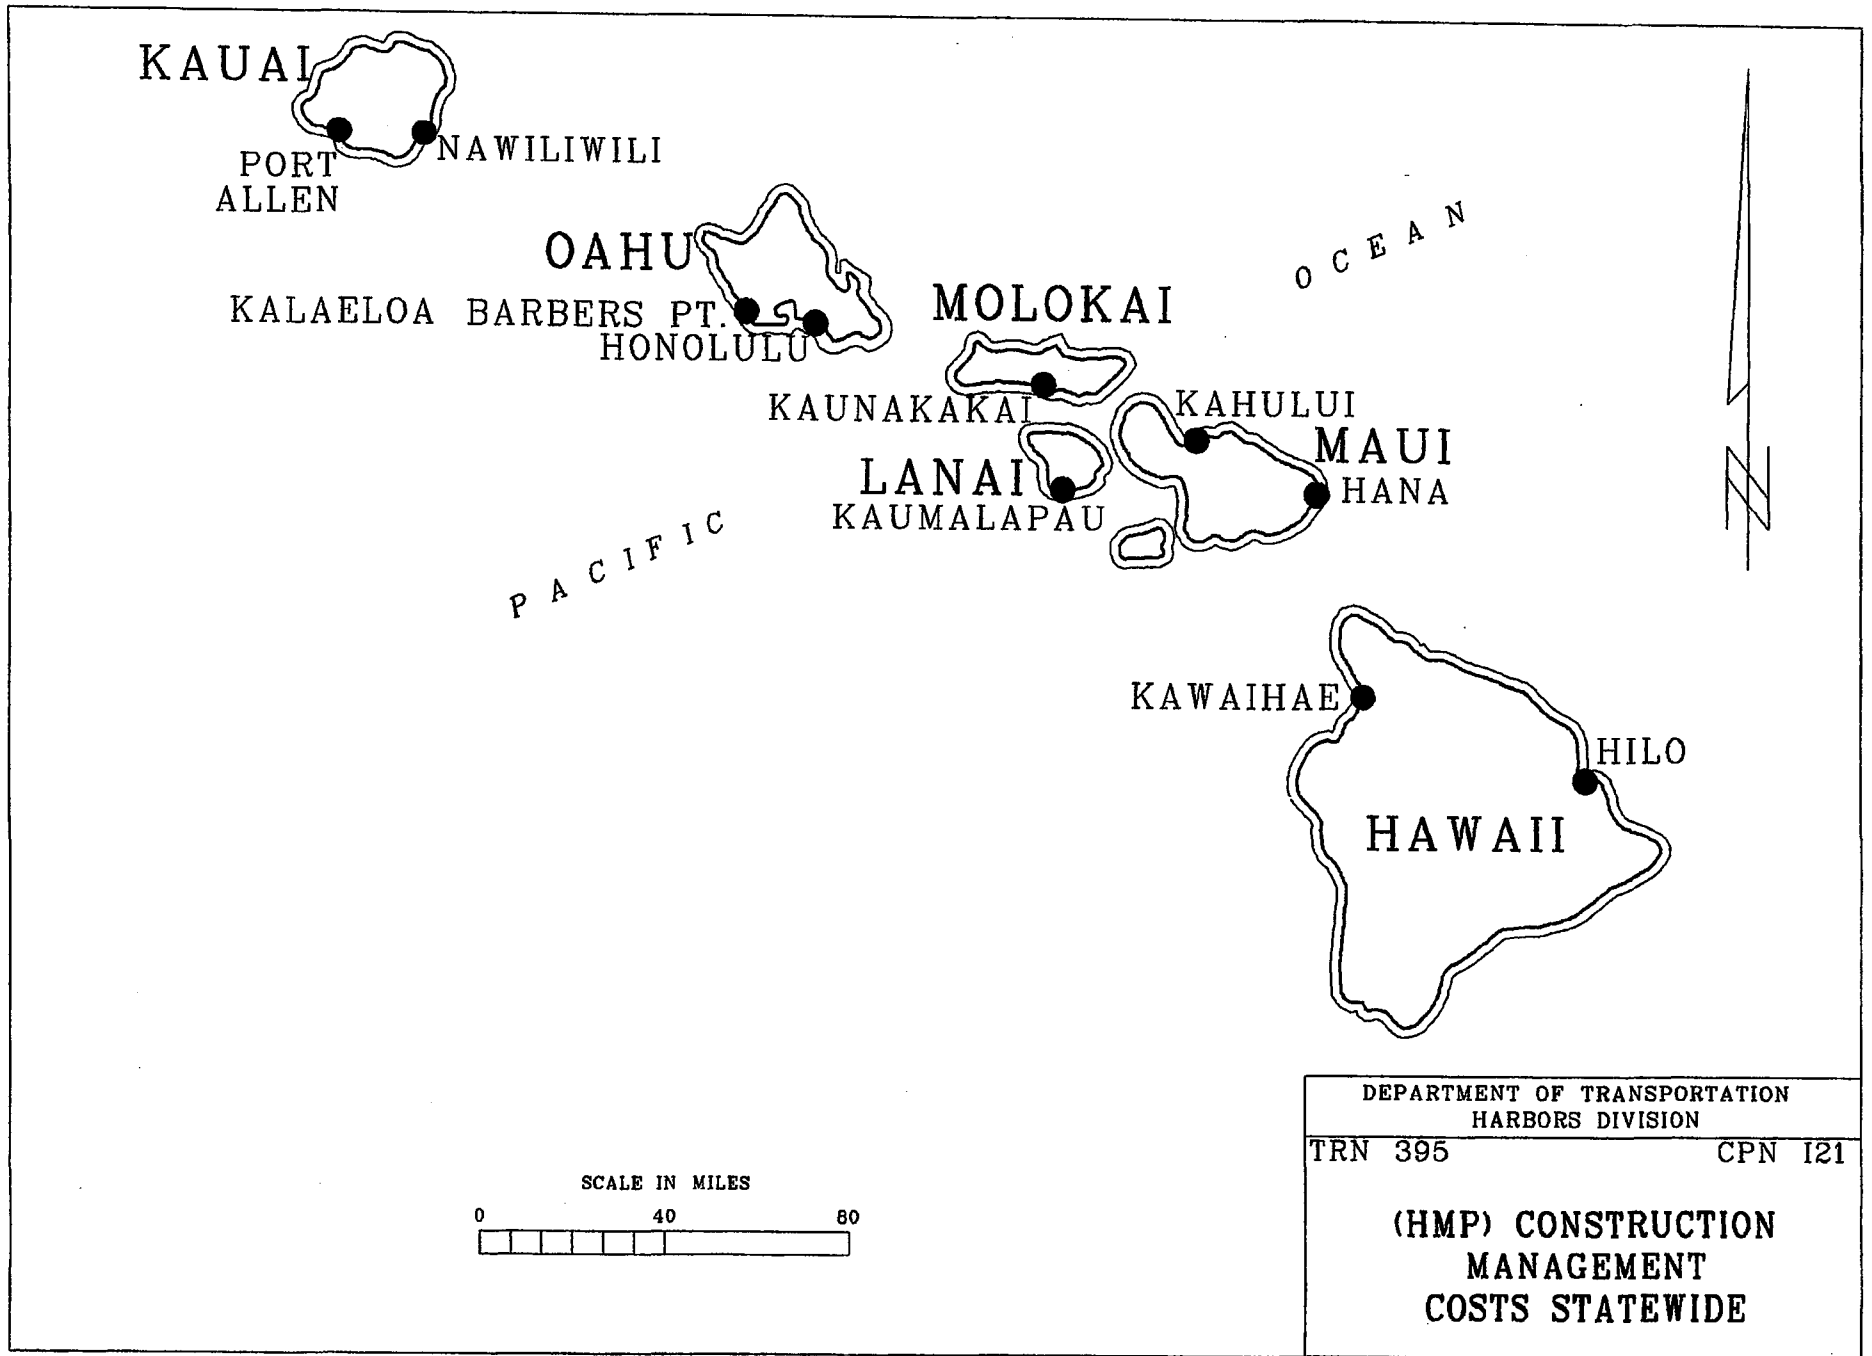 KAUAI
NAWILIWILI
PORT
ALLEN
OCEAN
OAHU
MOLOKAI
KALAELOA BARBERS PT.
HONOLULU
KAHULUI
KAUNAKAKAI
MAUI
LANAI
HANA
KAUMALAPAU
PACIFIC
N
KAWAIHAE
HILO
HAWAII
DEPARTMENT OF TRANSPORTATION
HARBORS DIVISION
TRN 395 CPN I21
(HMP) CONSTRUCTION
MANAGEMENT
COSTS STATEWIDE
SCALE IN MILES
0 40 80